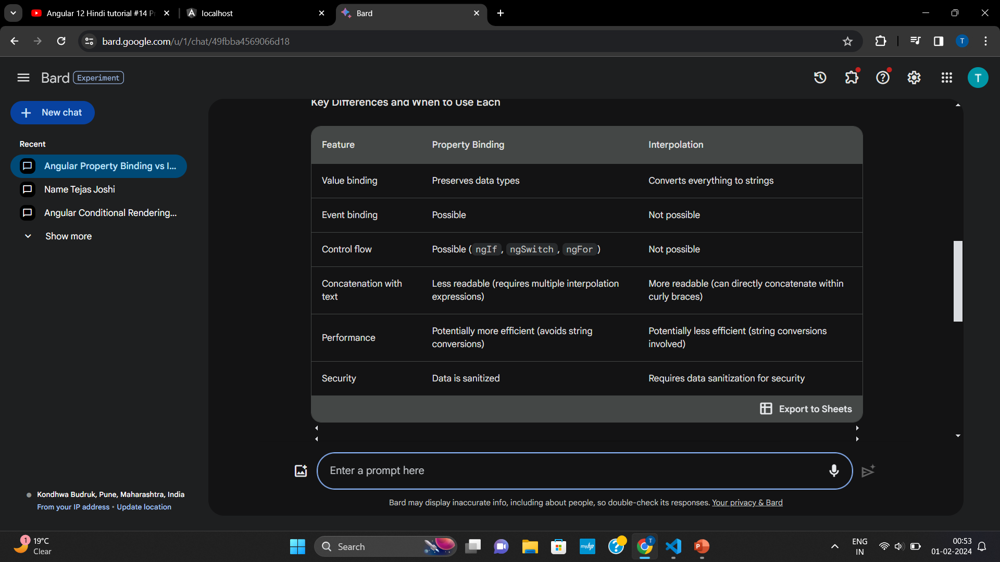 Angular 12 Hindi tutorial #14 Pr
localhost
Bard
bard.google.com/u/1/chat/49fbba4569066d18
T
Bard
Experiment
T
New chat
Recent
Angular Property Binding vs I...
Name Tejas Joshi
Angular Conditional Rendering...
Show more
Key Differences and When to Use Each
Feature Property Binding Interpolation
Value binding Preserves data types Converts everything to strings
Event binding Possible Not possible
Control flow Possible ( ngIf , ngSwitch , ngFor ) Not possible
Concatenation with Less readable (requires multiple interpolation More readable (can directly concatenate within
text expressions) curly braces)
Performance Potentially more efficient (avoids string Potentially less efficient (string conversions
conversions) involved)
Security Data is sanitized Requires data sanitization for security
Export to Sheets
Enter a prompt here
Bard may display inaccurate info, including about people, so double-check its responses. Your privacy & Bard
Kondhwa Budruk, Pune, Maharashtra, India
From your IP address • Update location
1
19°C
Clear
Search
myhp
T
P
ENG
IN
00:53
01-02-2024